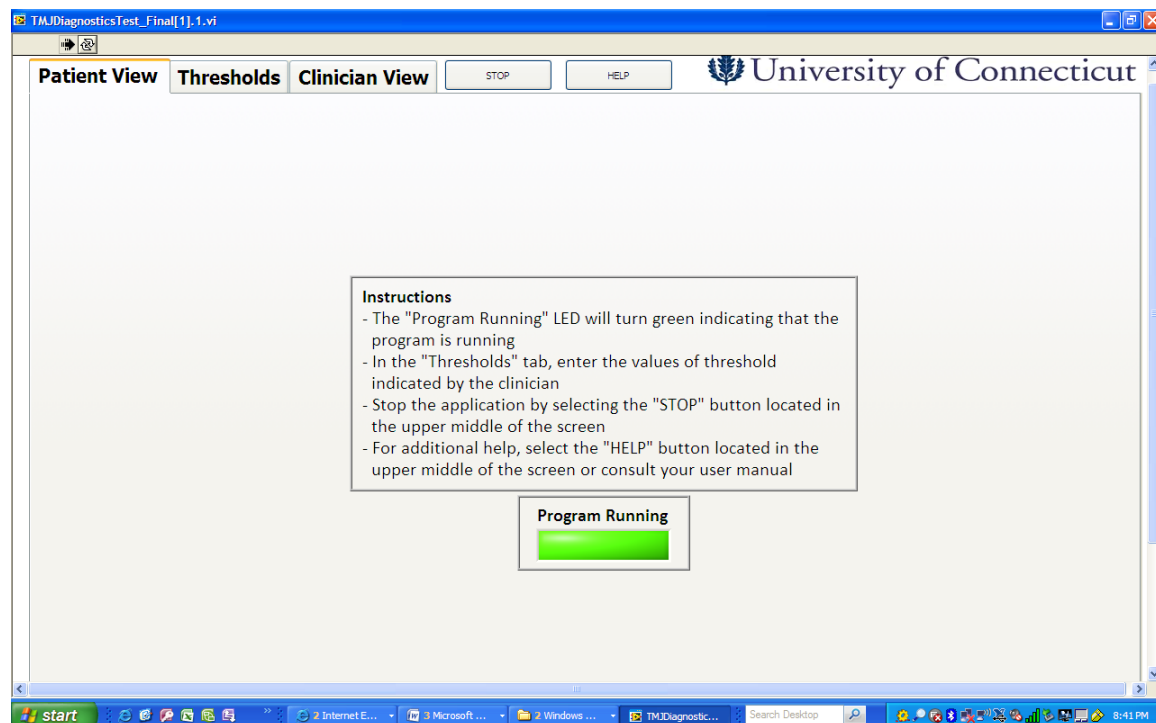 TMJDiagnosticsTest_Final[1].1.vi
Patient View
Thresholds
Clinician View
STOP
HELP
University of Connecticut
Instructions
- The "Program Running" LED will turn green indicating that the
program is running
- In the "Thresholds" tab, enter the values of threshold
indicated by the clinician
- Stop the application by selecting the "STOP" button located in
the upper middle of the screen
- For additional help, select the "HELP" button located in the
upper middle of the screen or consult your user manual
Program Running
start
2 Internet E...
3 Microsoft ...
2 Windows ...
TMJDiagnostic...
Search Desktop
8:41 PM